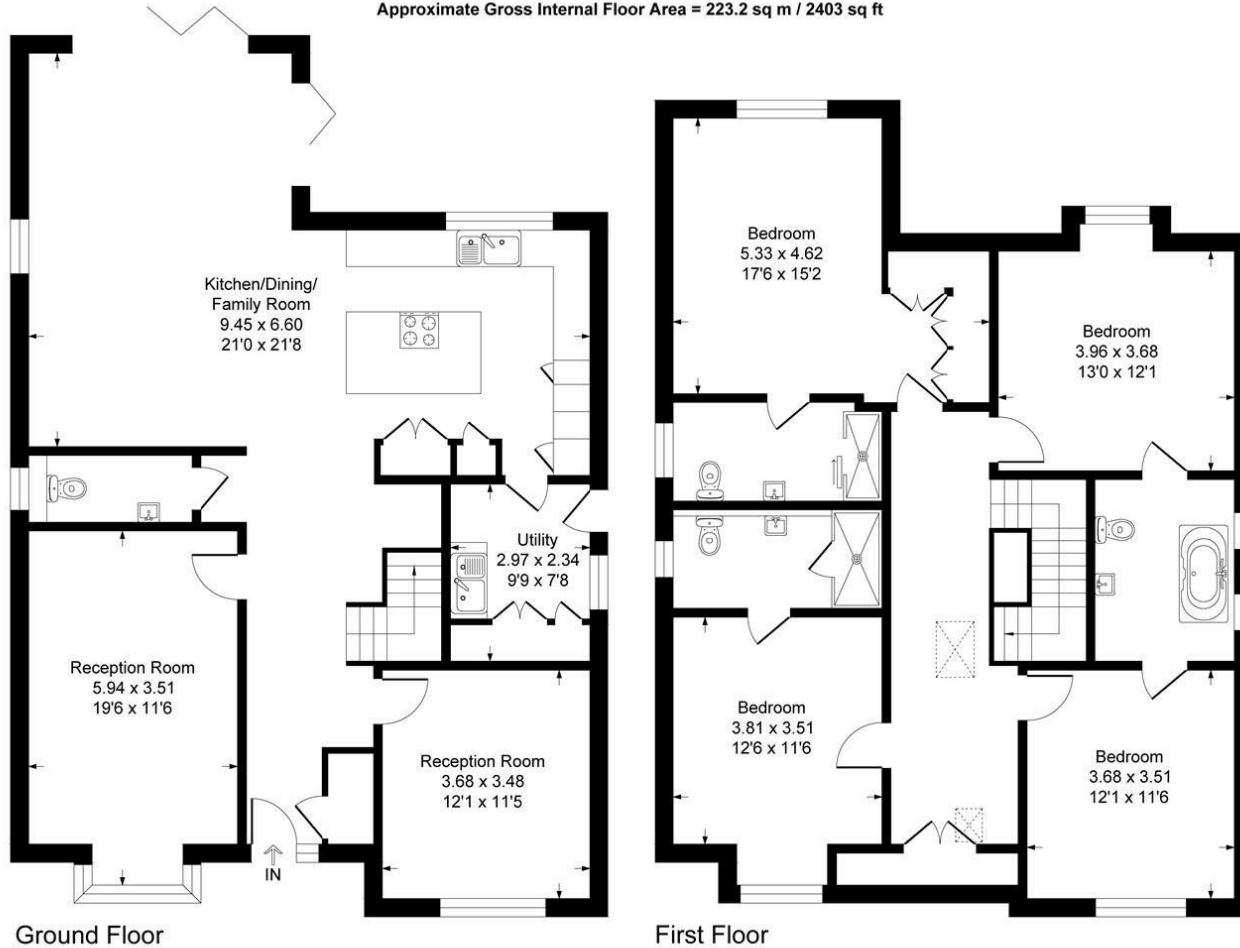 Approximate Gross Internal Floor Area = 223.2 sq m / 2403 sq ft
Kitchen/Dining/
Family Room
9.45 x 6.60
21'0 x 21'8
Utility
2.97 x 2.34
9'9 x 7'8
Reception Room
5.94 x 3.51
19'6 x 11'6
Reception Room
3.68 x 3.48
12'1 x 11'5
IN
Ground Floor
Bedroom
5.33 x 4.62
17'6 x 15'2
Bedroom
3.96 x 3.68
13'0 x 12'1
Bedroom
3.81 x 3.51
12'6 x 11'6
Bedroom
3.68 x 3.51
12'1 x 11'6
First Floor